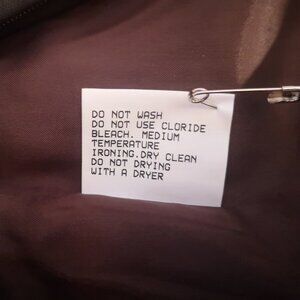 DO NOT WASH
DO NOT USE CLORIDE
BLEACH. MEDIUM
TEMPERATURE
IRONING.DRY CLEAN
DO NOT DRYING
WITH A DRYER